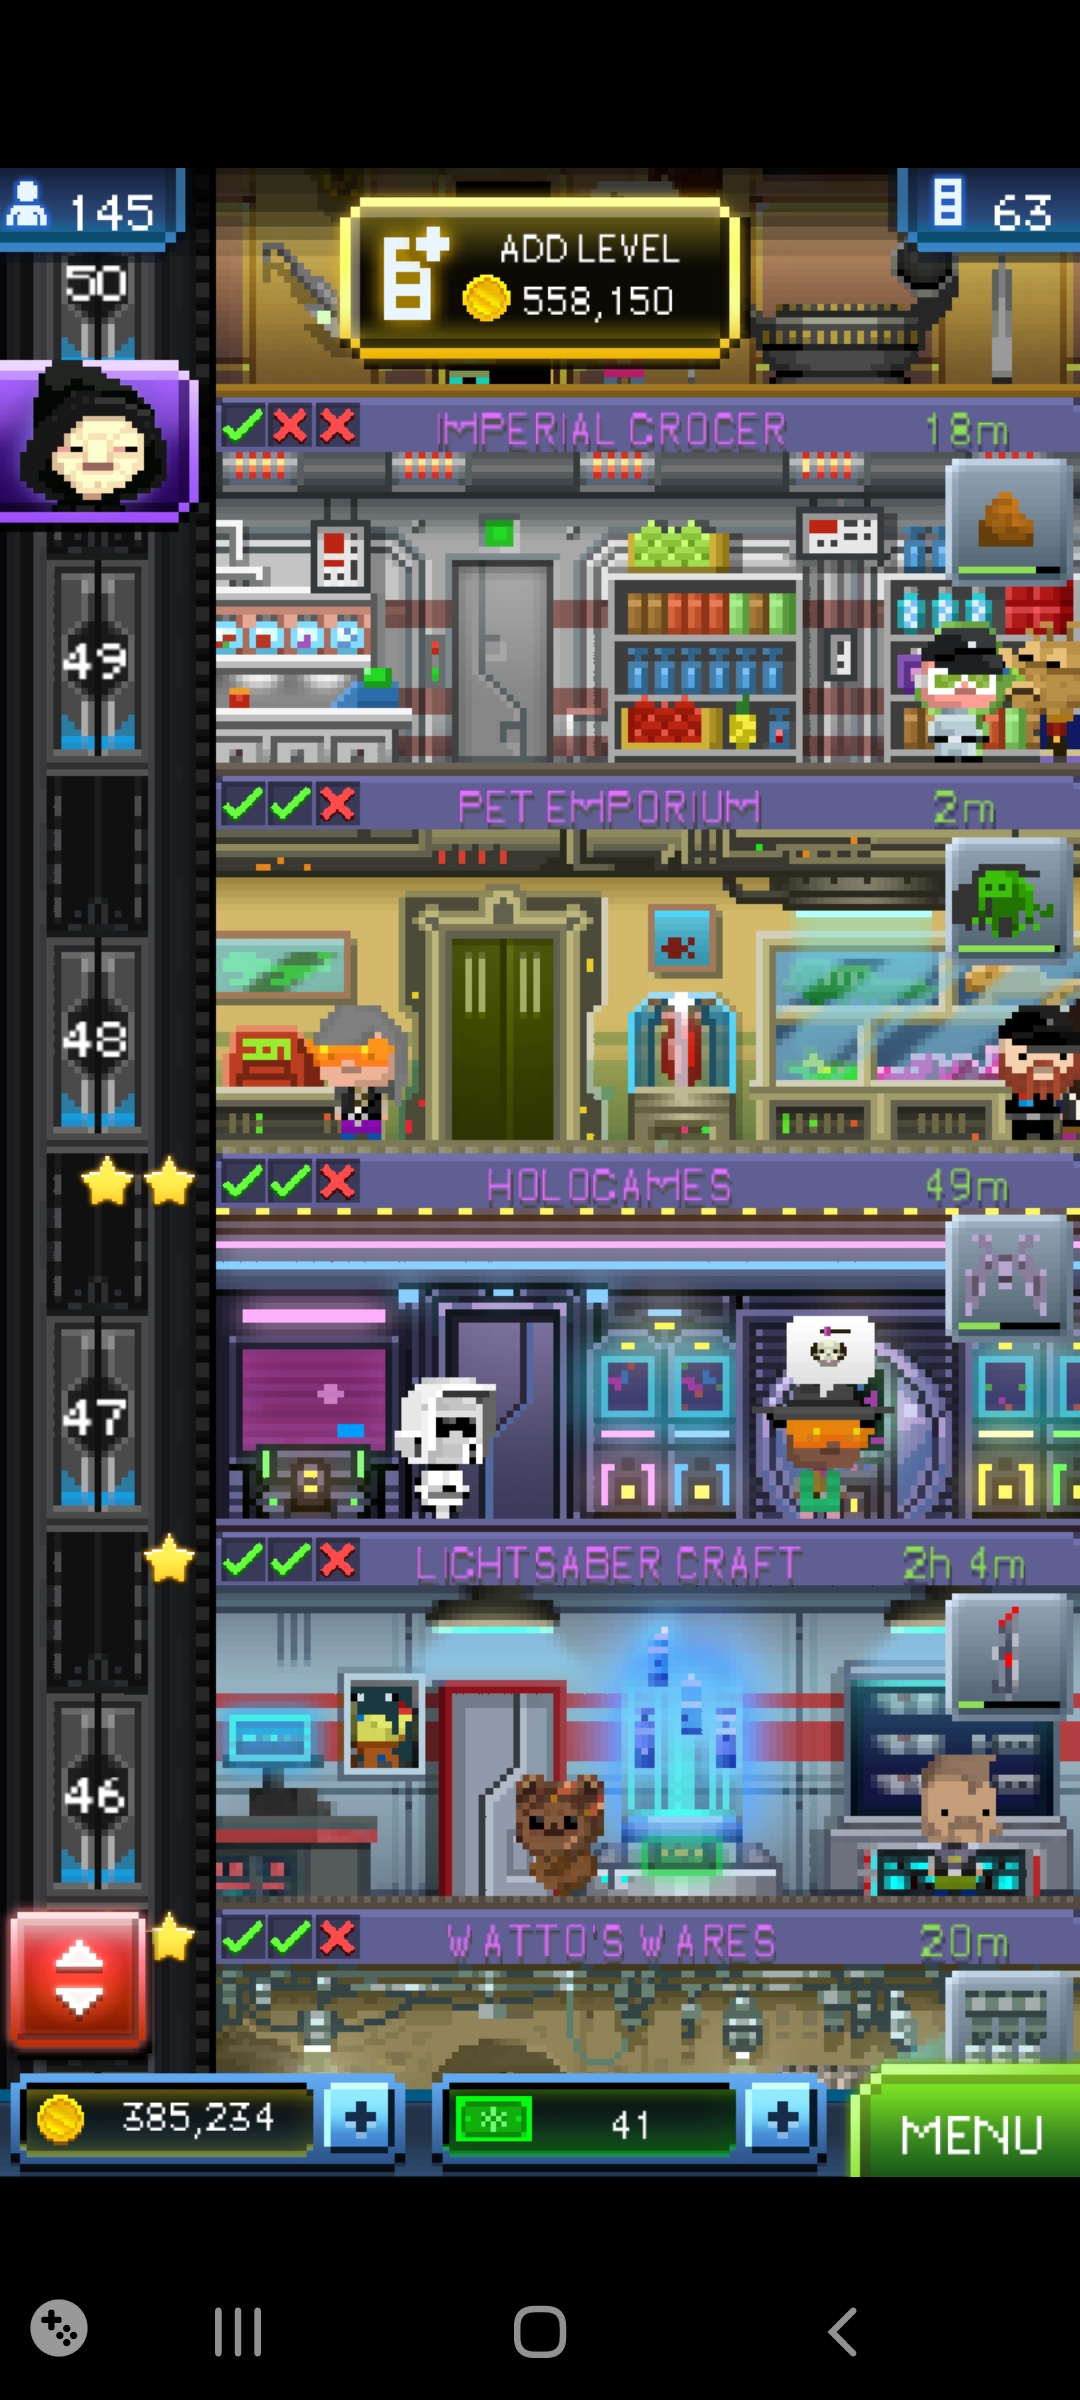 145
ADD LEVEL
558,150
63
50
IMPERIAL GROCER
18m
49
PET EMPORIUM
2m
48
HOLOGAMES
49m
47
LIGHTSABER CRAFT
2h 4m
46
WATTO'S WARES
20m
385,234
41
MENU